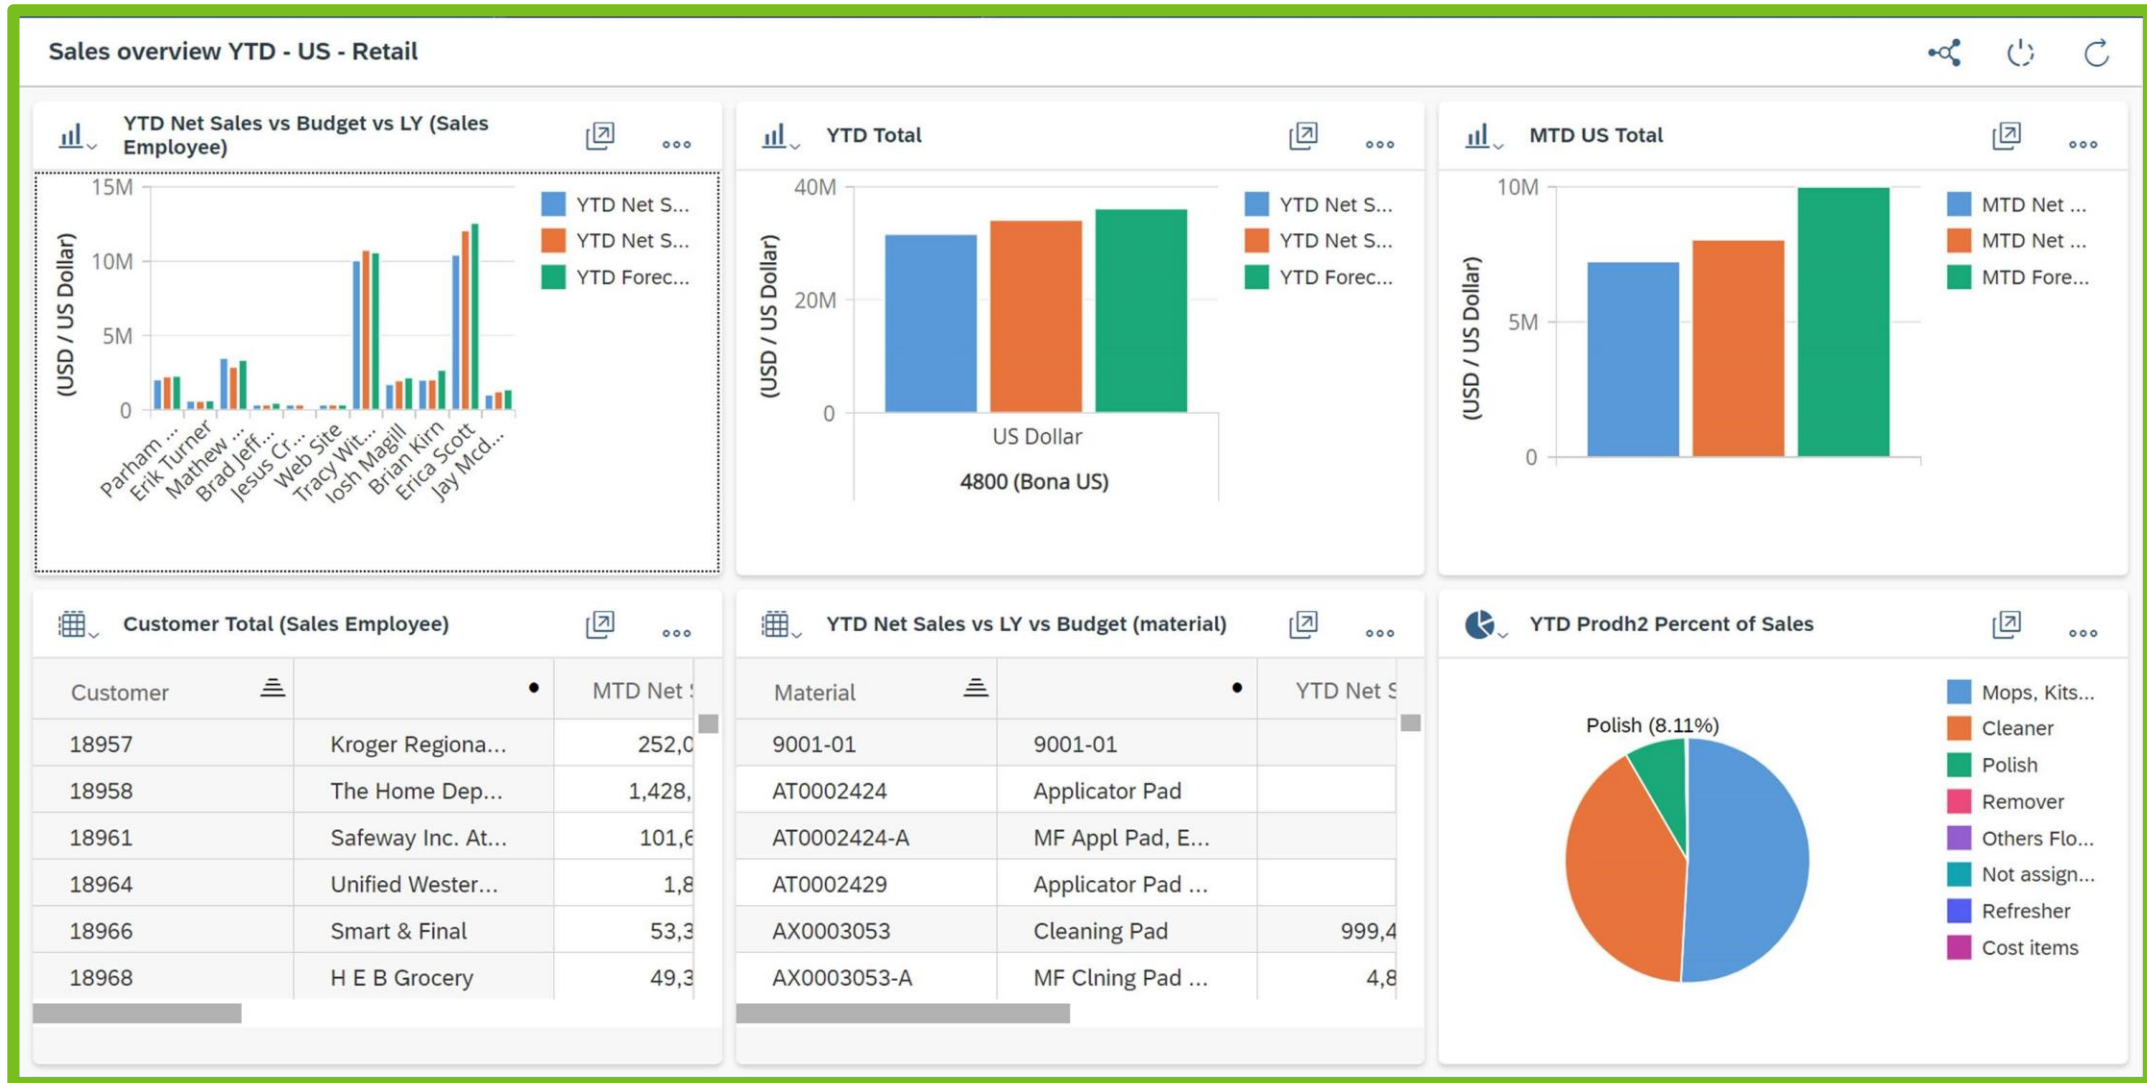 Sales overview YTD - US - Retail
YTD Net Sales vs Budget vs LY (Sales
Employee)
15M
10M
5M
0
(USD / US Dollar)
Parham ...
Erik Turner
Mathew ...
Brad Jeff...
Jesus Cr...
Web Site
Tracy Wit...
Josh Magill
Brian Kirn
Erica Scott
Jay Mcd...
YTD Net S...
YTD Net S...
YTD Forec...
YTD Total
40M
20M
0
(USD / US Dollar)
US Dollar
4800 (Bona US)
YTD Net S...
YTD Net S...
YTD Forec...
MTD US Total
10M
5M
0
(USD / US Dollar)
MTD Net ...
MTD Net ...
MTD Fore...
Customer Total (Sales Employee)
Customer MTD Net
18957 Kroger Regiona... 252,0
18958 The Home Dep... 1,428,
18961 Safeway Inc. At... 101,6
18964 Unified Wester... 1,8
18966 Smart & Final 53,3
18968 H E B Grocery 49,3
YTD Net Sales vs LY vs Budget (material)
Material YTD Net S
9001-01 9001-01
AT0002424 Applicator Pad
AT0002424-A MF Appl Pad, E...
AT0002429 Applicator Pad ...
AX0003053 Cleaning Pad 999,4
AX0003053-A MF Clning Pad ... 4,8
YTD Prodh2 Percent of Sales
Polish (8.11%)
Mops, Kits...
Cleaner
Polish
Remover
Others Flo...
Not assign...
Refresher
Cost items